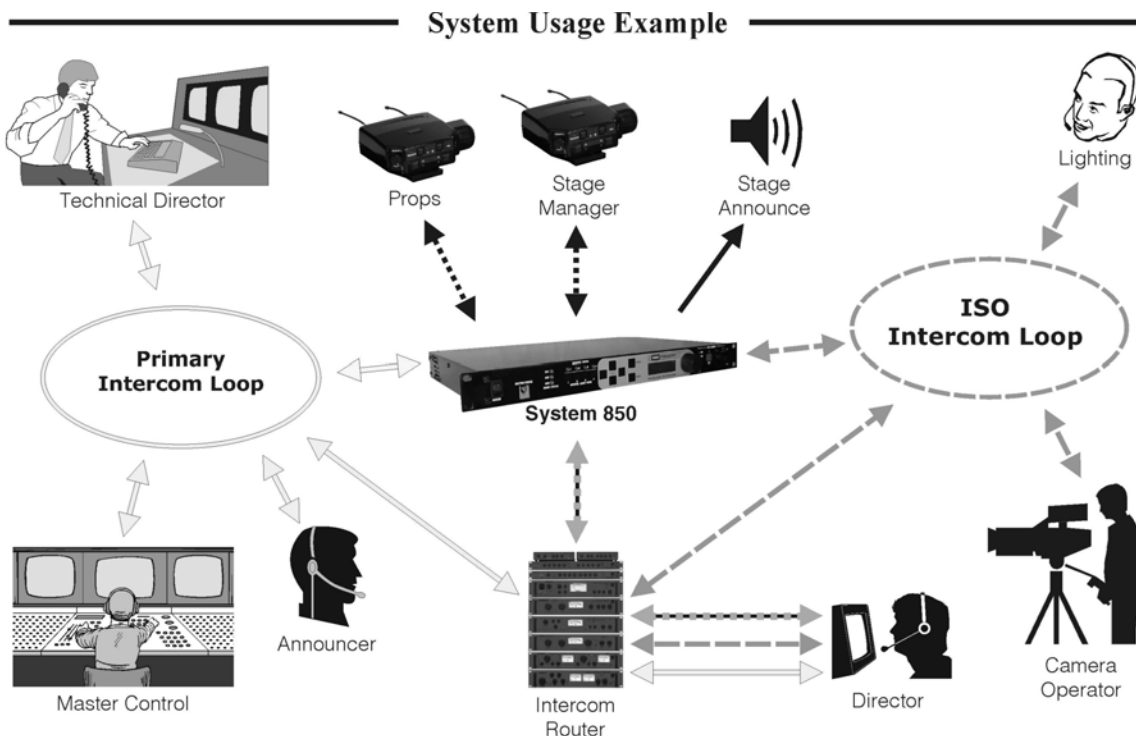 System Usage Example
Technical Director
Props
Stage
Manager
Stage
Announce
Lighting
Primary
Intercom Loop
ISO
Intercom Loop
System 850
Announcer
Master Control
Intercom
Router
Director
Camera
Operator